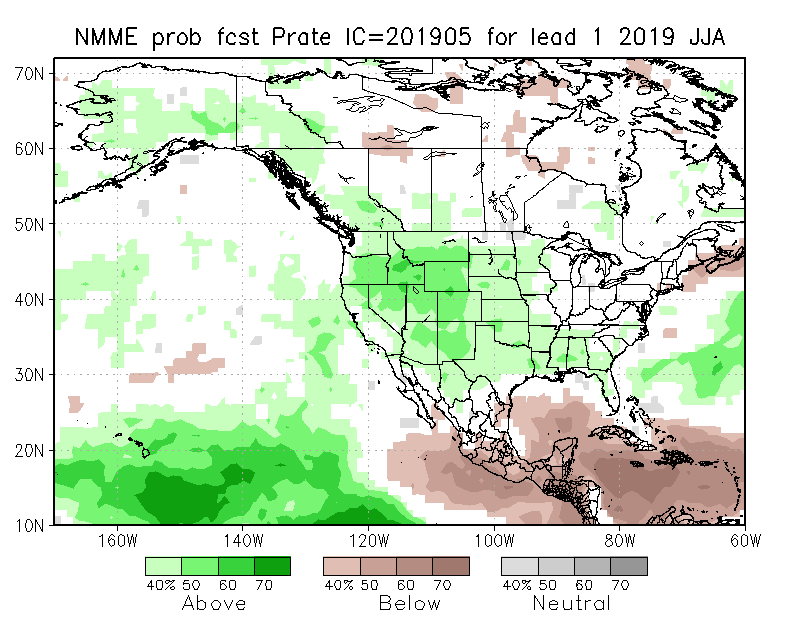 NMME prob fcst Prate IC=201905 for lead 1 2019 JJA
70N
60N
50N
40N
30N
20N
10N
160W 140W 120W 100W 80W 60W
40% 50 60 70 40% 50 60 70 40% 50 60 70
Above Below Neutral